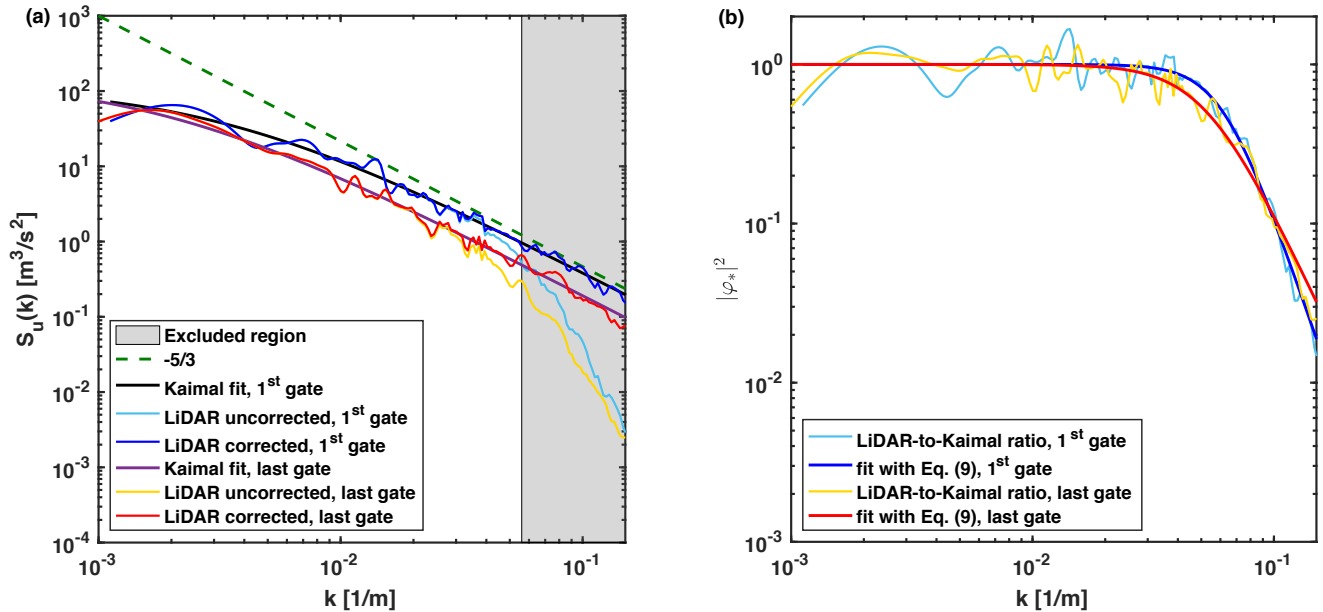 (a)
10^3
10^2
10^1
10^0
10^-1
10^-2
10^-3
10^-4
S_u(k) [m^3/s^2]
Excluded region
-5/3
Kaimal fit, 1^st gate
LiDAR uncorrected, 1^st gate
LiDAR corrected, 1^st gate
Kaimal fit, last gate
LiDAR uncorrected, last gate
LiDAR corrected, last gate
10^-3
10^-2
10^-1
k [1/m]
(b)
10^0
10^-1
10^-2
10^-3
|φ_*|^2
LiDAR-to-Kaimal ratio, 1^st gate
fit with Eq. (9), 1^st gate
LiDAR-to-Kaimal ratio, last gate
fit with Eq. (9), last gate
10^-3
10^-2
10^-1
k [1/m]